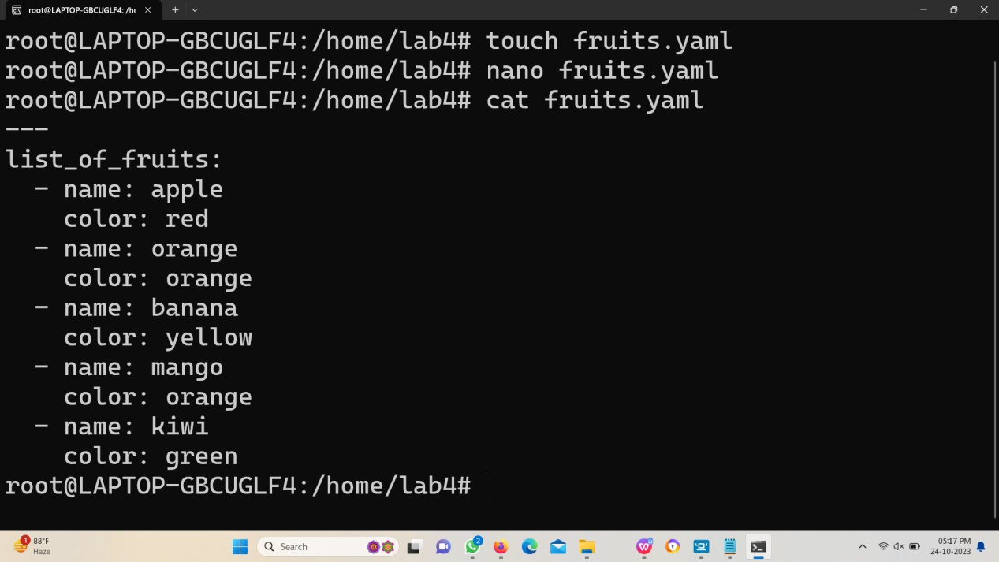 root@LAPTOP-GBCUGLF4: /h
root@LAPTOP-GBCUGLF4:/home/lab4# touch fruits.yaml
root@LAPTOP-GBCUGLF4:/home/lab4# nano fruits.yaml
root@LAPTOP-GBCUGLF4:/home/lab4# cat fruits.yaml
---
list_of_fruits:
  - name: apple
    color: red
  - name: orange
    color: orange
  - name: banana
    color: yellow
  - name: mango
    color: orange
  - name: kiwi
    color: green
root@LAPTOP-GBCUGLF4:/home/lab4#
1
88°F
Haze
Search
2
05:17 PM
24-10-2023